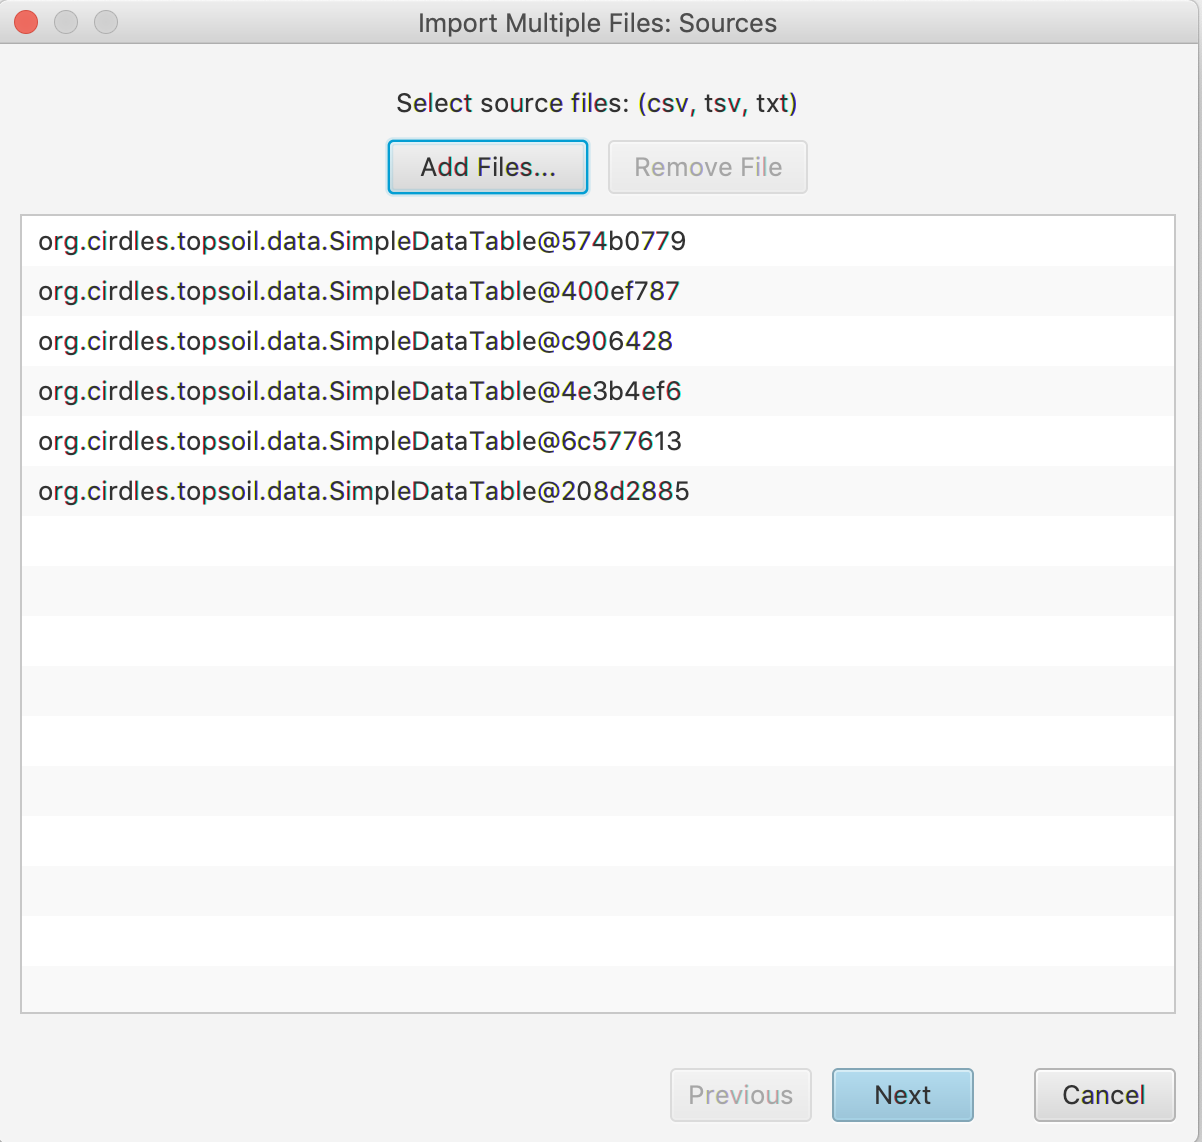 Import Multiple Files: Sources
Select source files: (csv, tsv, txt)
Add Files... Remove File
org.cirdles.topsoil.data.SimpleDataTable@574b0779
org.cirdles.topsoil.data.SimpleDataTable@400ef787
org.cirdles.topsoil.data.SimpleDataTable@c906428
org.cirdles.topsoil.data.SimpleDataTable@4e3b4ef6
org.cirdles.topsoil.data.SimpleDataTable@6c577613
org.cirdles.topsoil.data.SimpleDataTable@208d2885
Previous Next Cancel